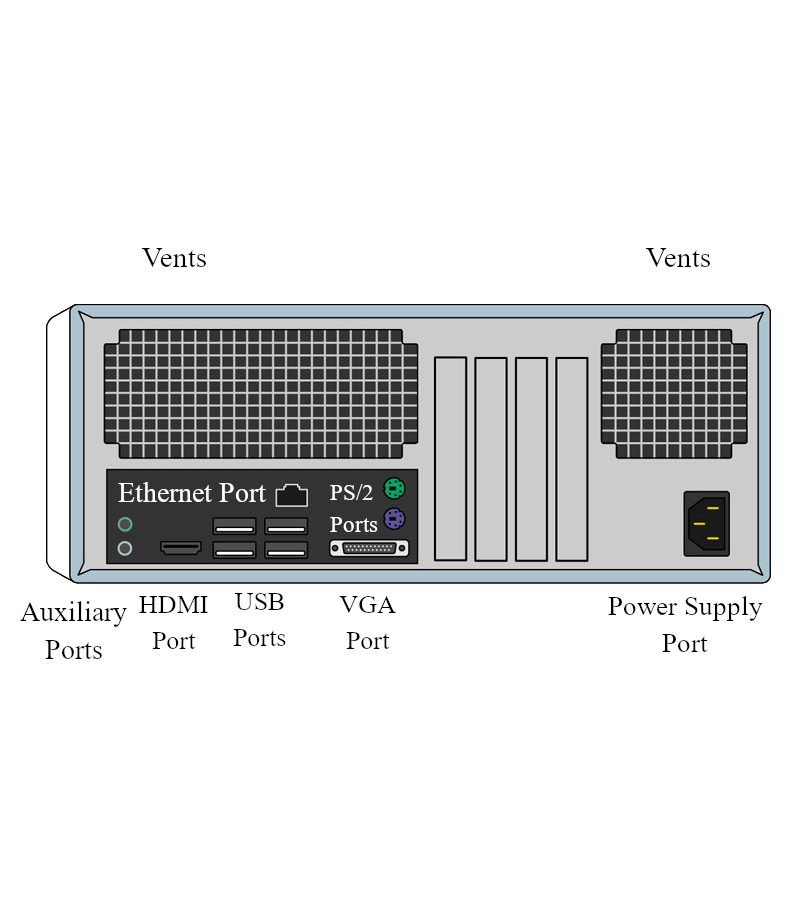 Vents
Vents
Ethernet Port
PS/2
Ports
Auxiliary
Ports
HDMI
Port
USB
Ports
VGA
Port
Power Supply
Port